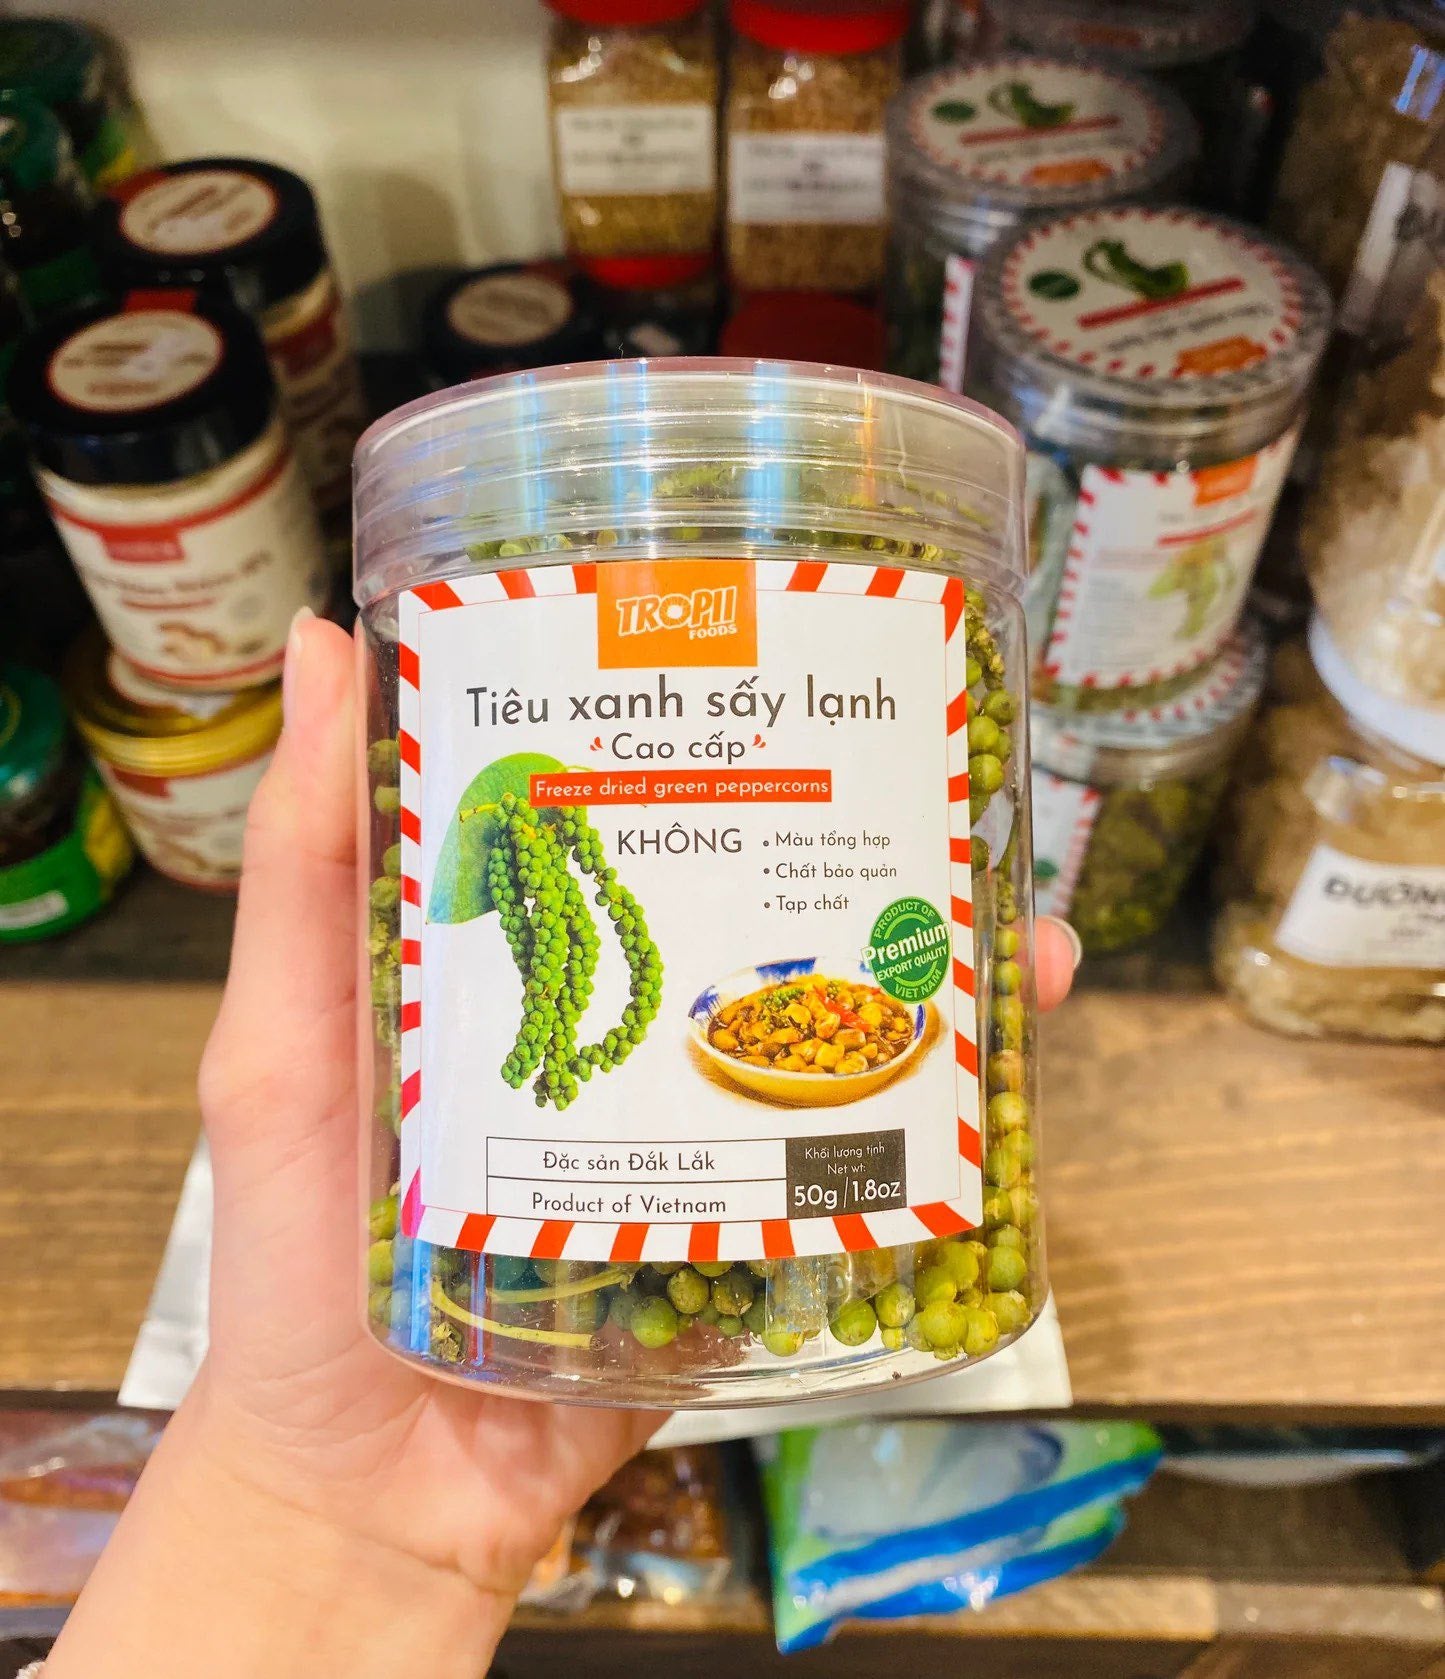 TROPII
FOODS
Tiêu xanh sấy lạnh
Cao cấp
Freeze dried green peppercorns
KHÔNG
• Màu tổng hợp
• Chất bảo quản
• Tạp chất
PRODUCT OF
Premium
EXPORT QUALITY
VIET NAM
Đặc sản Đắk Lắk
Product of Vietnam
Khối lượng tịnh
Net wt:
50g/1.8oz